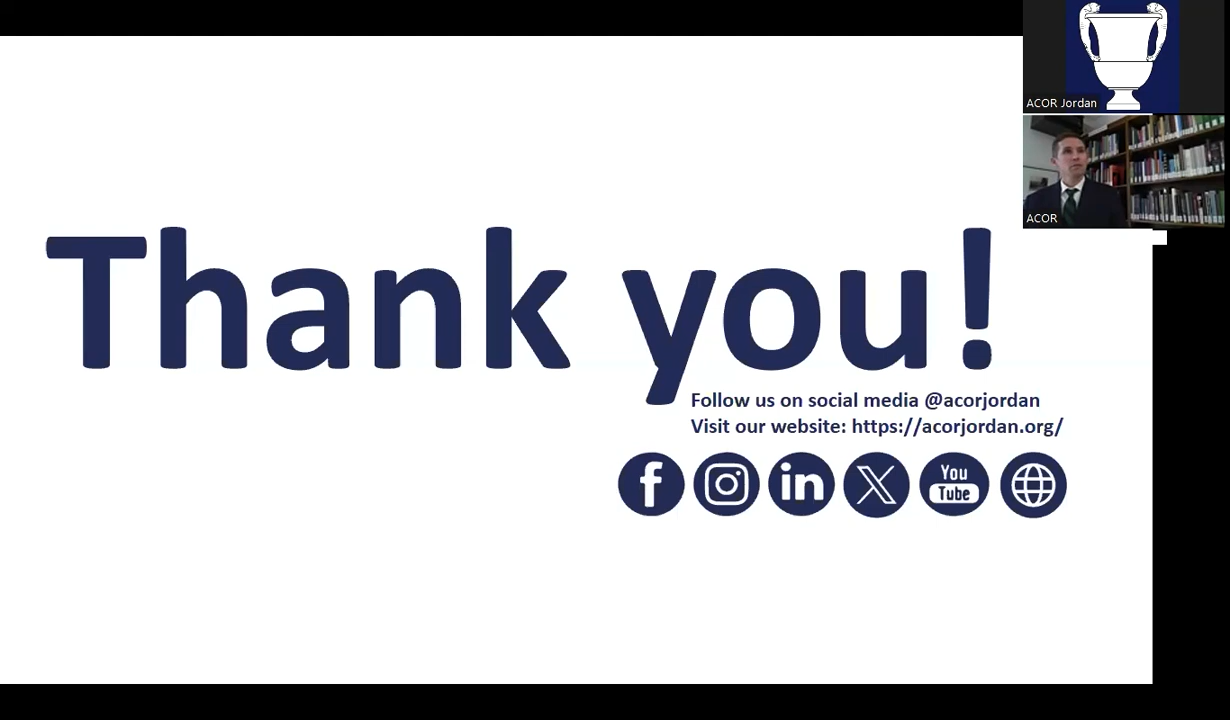 ACOR Jordan
ACOR
Thank you!
Follow us on social media @acorjordan
Visit our website: https://acorjordan.org/
f
in
X
You
Tube